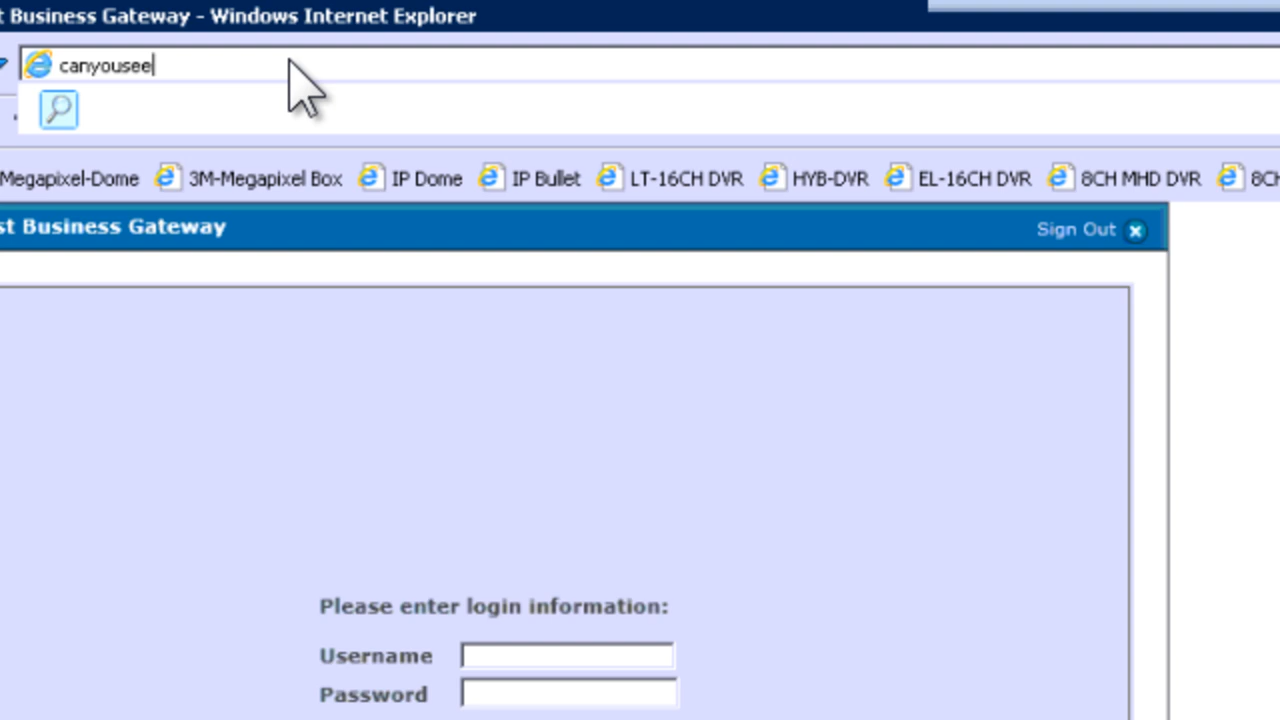 t Business Gateway - Windows Internet Explorer
canyousee
Megapixel-Dome 3M-Megapixel Box IP Dome IP Bullet LT-16CH DVR HYB-DVR EL-16CH DVR 8CH MHD DVR 8CH
st Business Gateway Sign Out
Please enter login information:
Username
Password